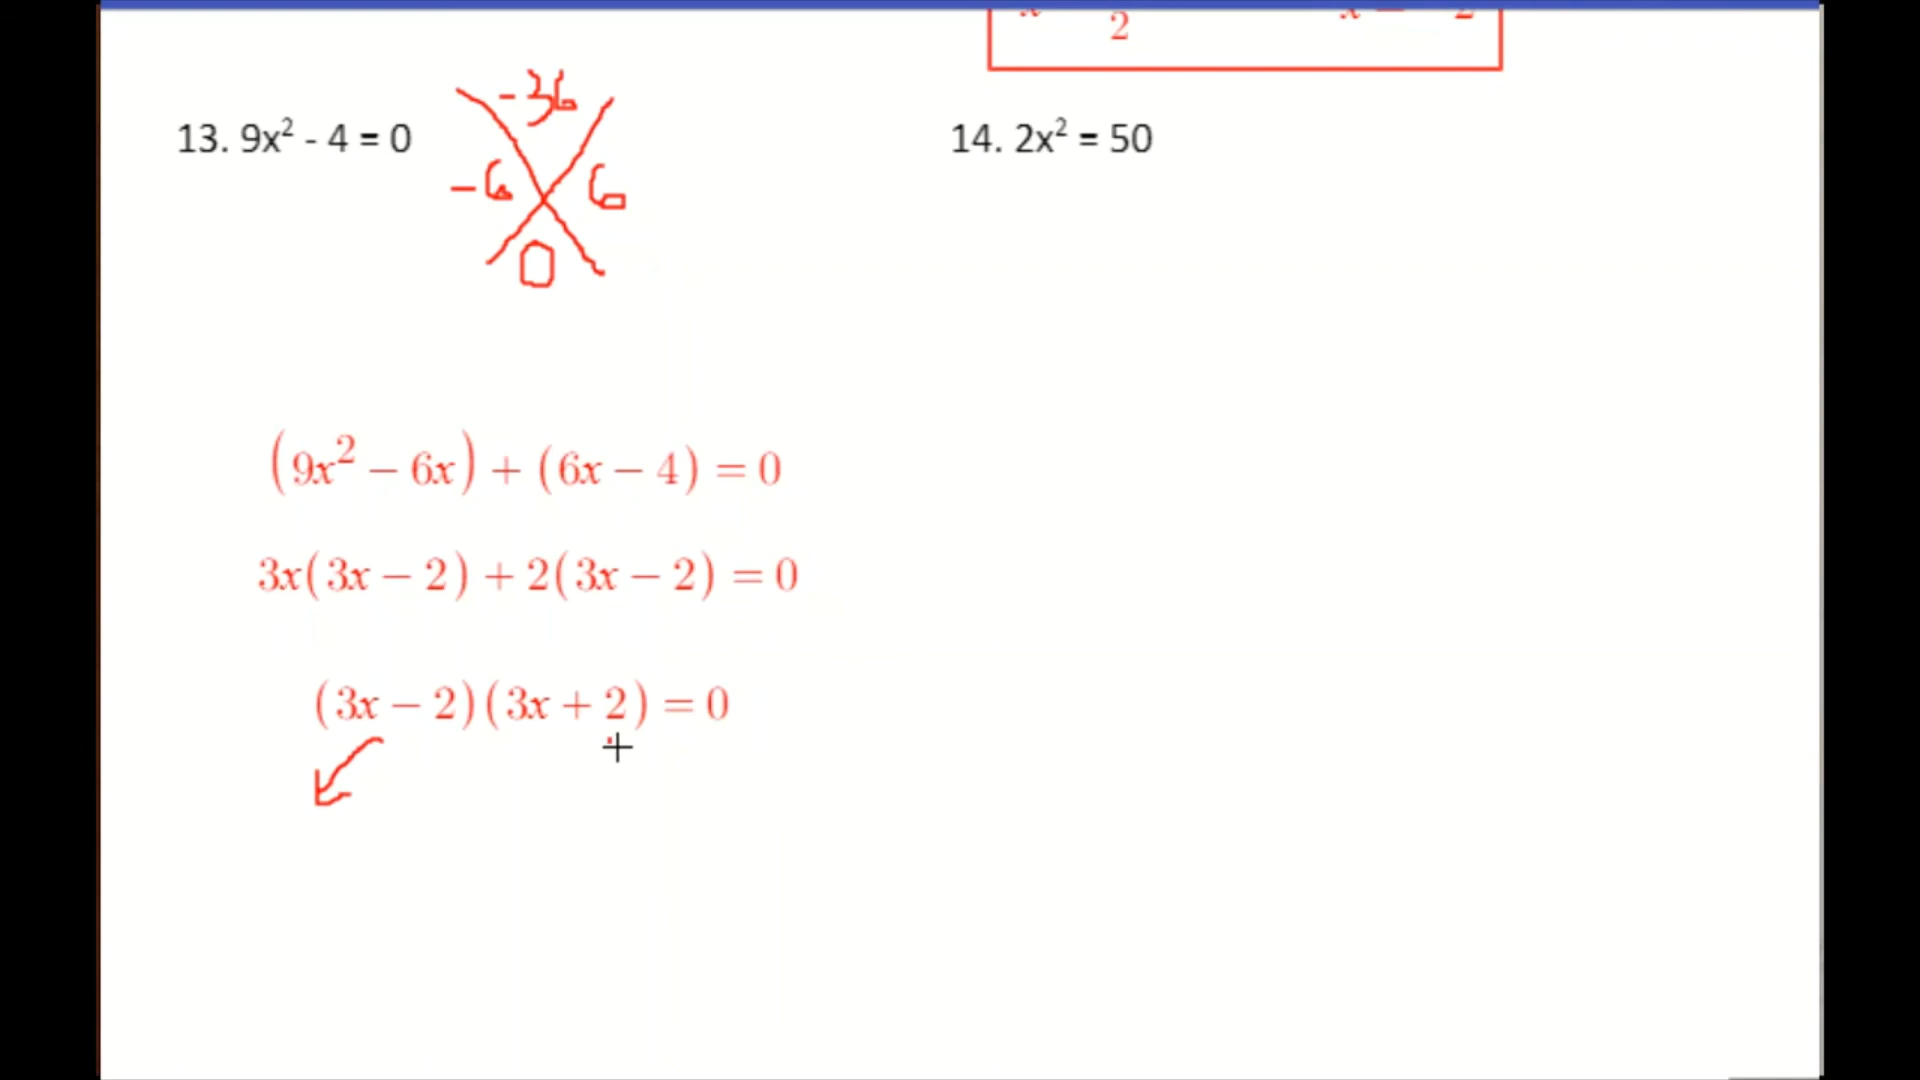 2
13. 9x² - 4 = 0
-36
-6 6
0
14. 2x² = 50
(9x² − 6x) + (6x − 4) = 0
3x(3x − 2) + 2(3x − 2) = 0
(3x − 2)(3x + 2) = 0